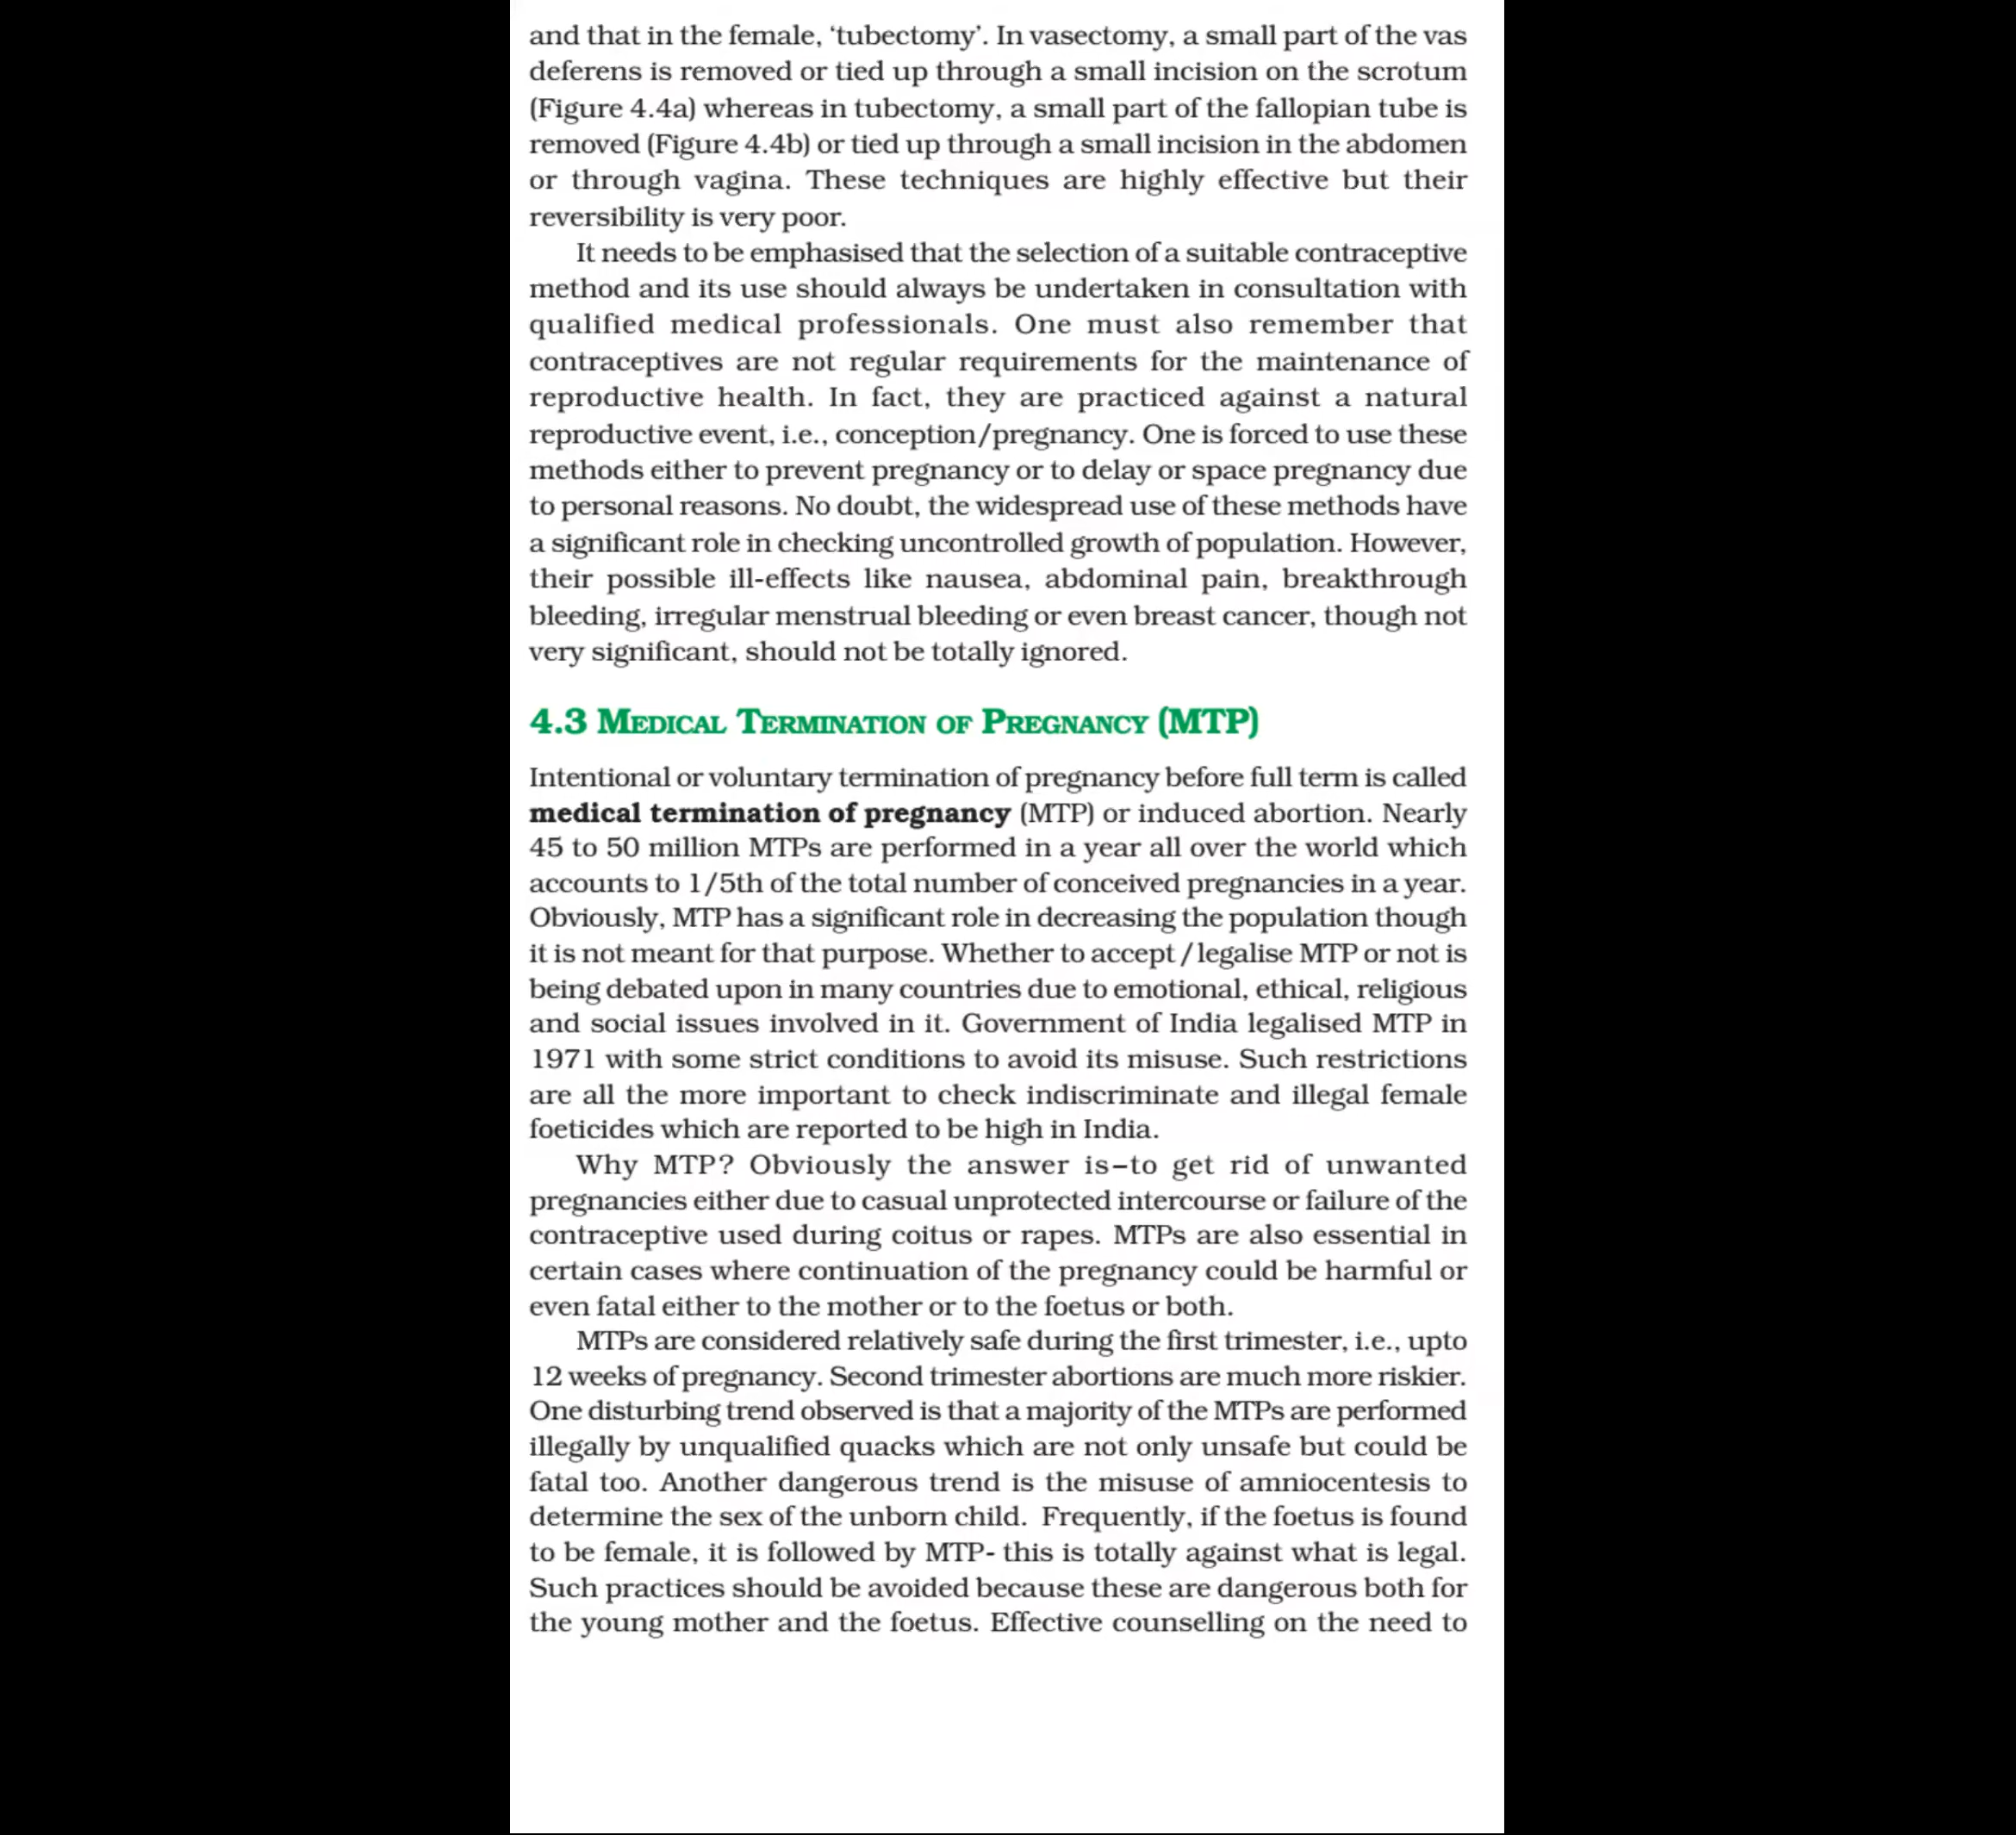 and that in the female, ‘tubectomy’. In vasectomy, a small part of the vas
deferens is removed or tied up through a small incision on the scrotum
(Figure 4.4a) whereas in tubectomy, a small part of the fallopian tube is
removed (Figure 4.4b) or tied up through a small incision in the abdomen
or through vagina. These techniques are highly effective but their
reversibility is very poor.
It needs to be emphasised that the selection of a suitable contraceptive
method and its use should always be undertaken in consultation with
qualified medical professionals. One must also remember that
contraceptives are not regular requirements for the maintenance of
reproductive health. In fact, they are practiced against a natural
reproductive event, i.e., conception/pregnancy. One is forced to use these
methods either to prevent pregnancy or to delay or space pregnancy due
to personal reasons. No doubt, the widespread use of these methods have
a significant role in checking uncontrolled growth of population. However,
their possible ill-effects like nausea, abdominal pain, breakthrough
bleeding, irregular menstrual bleeding or even breast cancer, though not
very significant, should not be totally ignored.
4.3 MEDICAL TERMINATION OF PREGNANCY (MTP)
Intentional or voluntary termination of pregnancy before full term is called
medical termination of pregnancy (MTP) or induced abortion. Nearly
45 to 50 million MTPs are performed in a year all over the world which
accounts to 1/5th of the total number of conceived pregnancies in a year.
Obviously, MTP has a significant role in decreasing the population though
it is not meant for that purpose. Whether to accept /legalise MTP or not is
being debated upon in many countries due to emotional, ethical, religious
and social issues involved in it. Government of India legalised MTP in
1971 with some strict conditions to avoid its misuse. Such restrictions
are all the more important to check indiscriminate and illegal female
foeticides which are reported to be high in India.
Why MTP? Obviously the answer is–to get rid of unwanted
pregnancies either due to casual unprotected intercourse or failure of the
contraceptive used during coitus or rapes. MTPs are also essential in
certain cases where continuation of the pregnancy could be harmful or
even fatal either to the mother or to the foetus or both.
MTPs are considered relatively safe during the first trimester, i.e., upto
12 weeks of pregnancy. Second trimester abortions are much more riskier.
One disturbing trend observed is that a majority of the MTPs are performed
illegally by unqualified quacks which are not only unsafe but could be
fatal too. Another dangerous trend is the misuse of amniocentesis to
determine the sex of the unborn child. Frequently, if the foetus is found
to be female, it is followed by MTP- this is totally against what is legal.
Such practices should be avoided because these are dangerous both for
the young mother and the foetus. Effective counselling on the need to